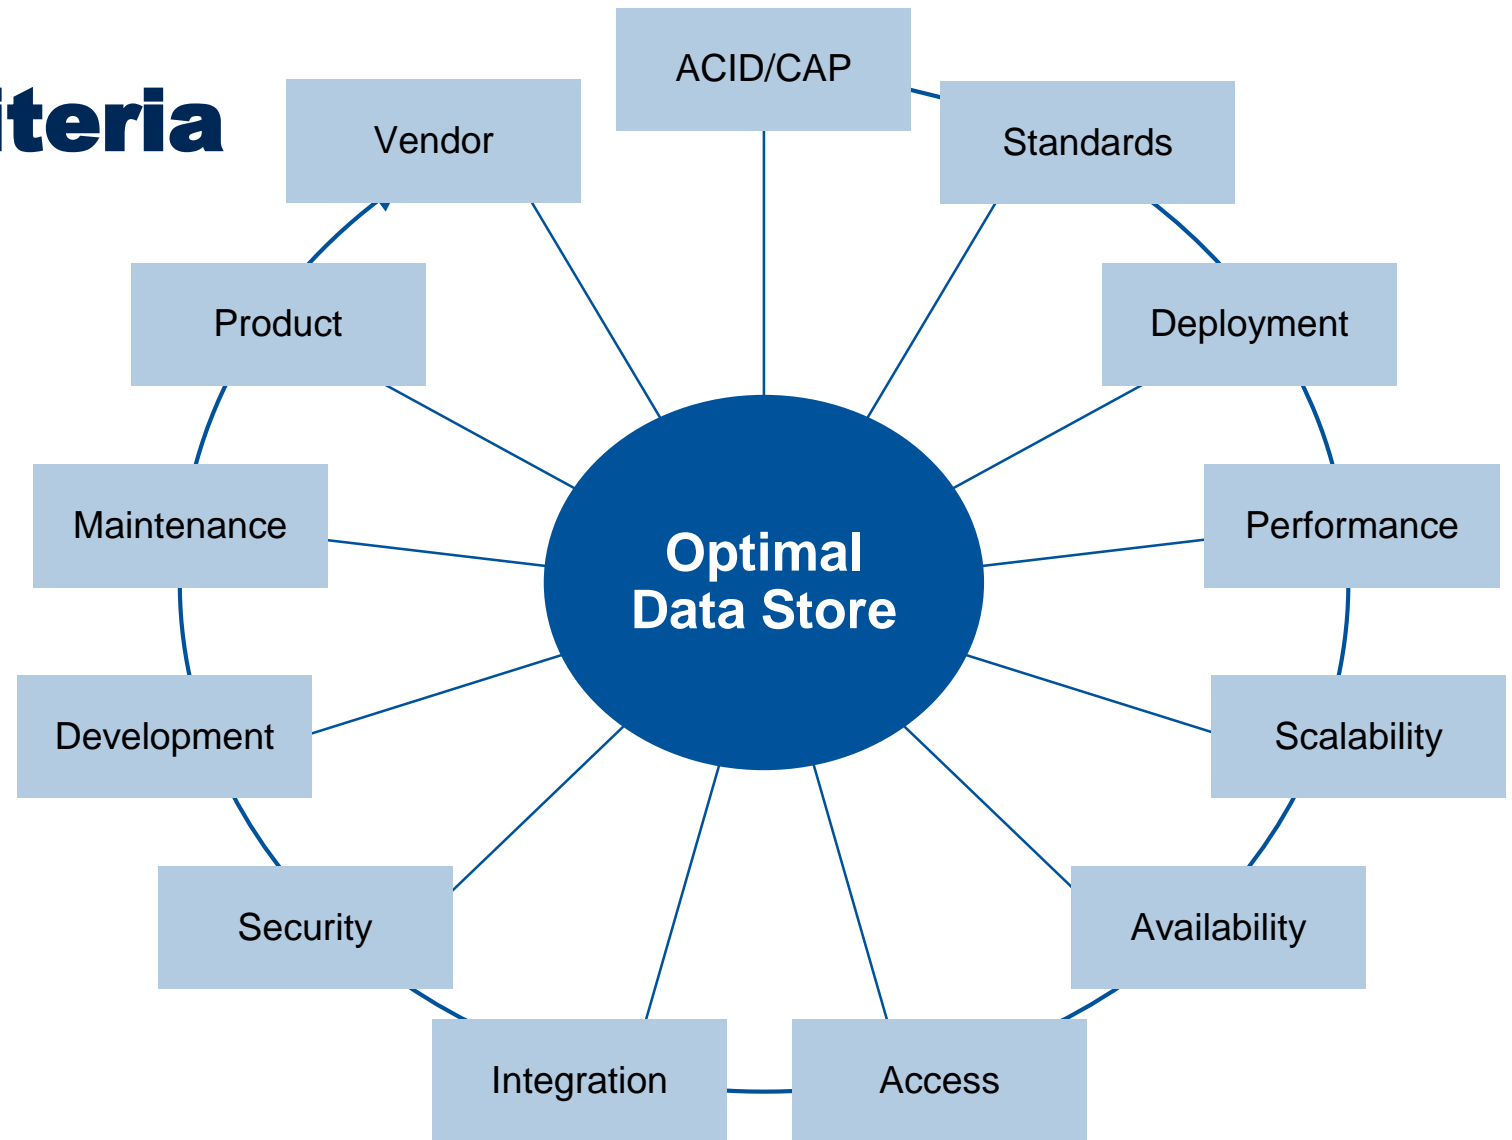 iteria
ACID/CAP
Vendor
Standards
Product
Deployment
Maintenance
Performance
Optimal
Data Store
Development
Scalability
Security
Availability
Integration
Access